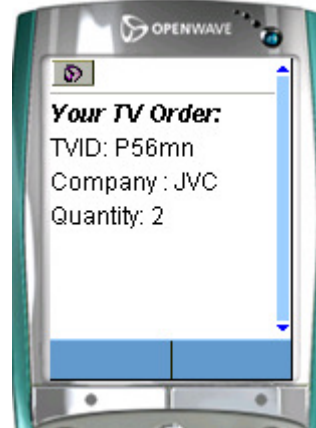 OPENWAVE
Your TV Order:
TVID: P56mn
Company : JVC
Quantity: 2